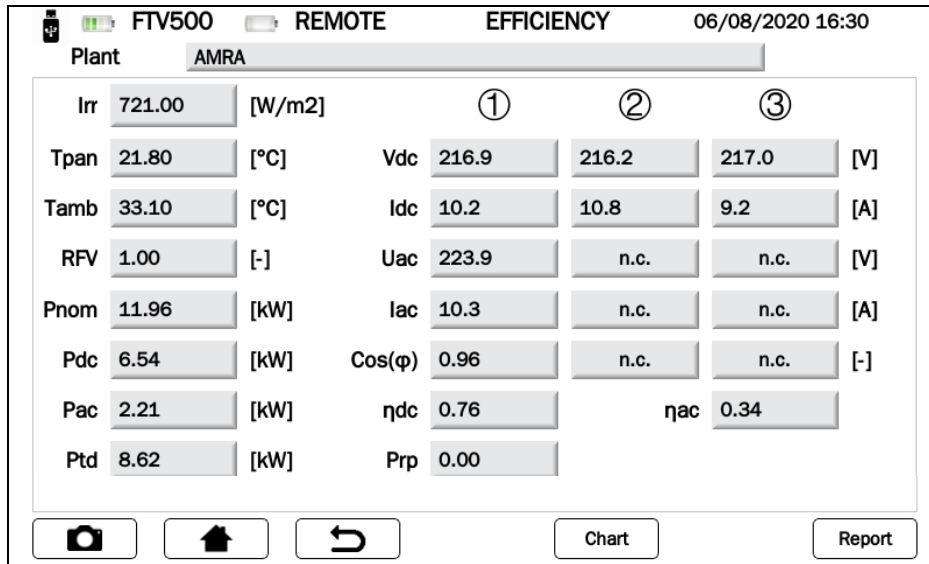 FTV500 REMOTE EFFICIENCY 06/08/2020 16:30
Plant AMRA
Irr 721.00 [W/m2] ① ② ③
Tpan 21.80 [°C] Vdc 216.9 216.2 217.0 [V]
Tamb 33.10 [°C] Idc 10.2 10.8 9.2 [A]
RFV 1.00 [-] Uac 223.9 n.c. n.c. [V]
Pnom 11.96 [kW] Iac 10.3 n.c. n.c. [A]
Pdc 6.54 [kW] Cos(φ) 0.96 n.c. n.c. [-]
Pac 2.21 [kW] ηdc 0.76 ηac 0.34
Ptd 8.62 [kW] Prp 0.00
Chart Report